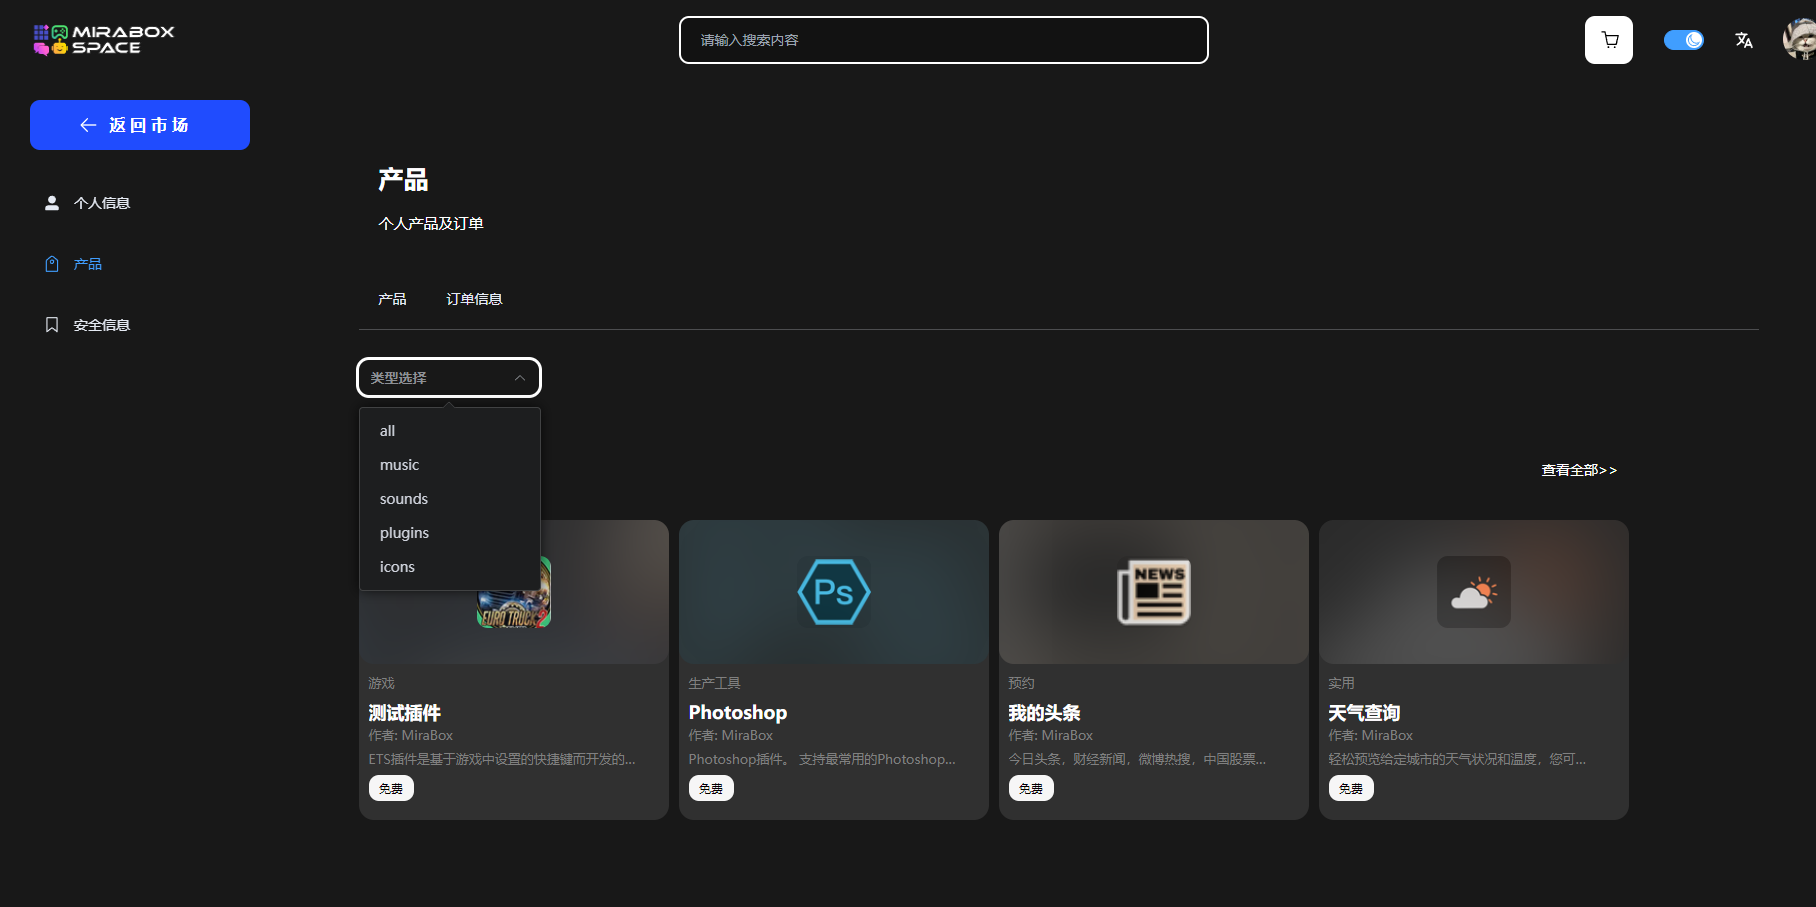 MIRABOX
SPACE
请输入搜索内容
返回市场
个人信息
产品
安全信息
产品
个人产品及订单
产品 订单信息
类型选择
all
music
sounds
plugins
icons
查看全部>>
EURO TRUCK 2
游戏
测试插件
作者: MiraBox
ETS插件是基于游戏中设置的快捷键而开发的...
免费
Ps
生产工具
Photoshop
作者: MiraBox
Photoshop插件。 支持最常用的Photoshop...
免费
NEWS
预约
我的头条
作者: MiraBox
今日头条，财经新闻，微博热搜，中国股票...
免费
实用
天气查询
作者: MiraBox
轻松预览给定城市的天气状况和温度，您可...
免费